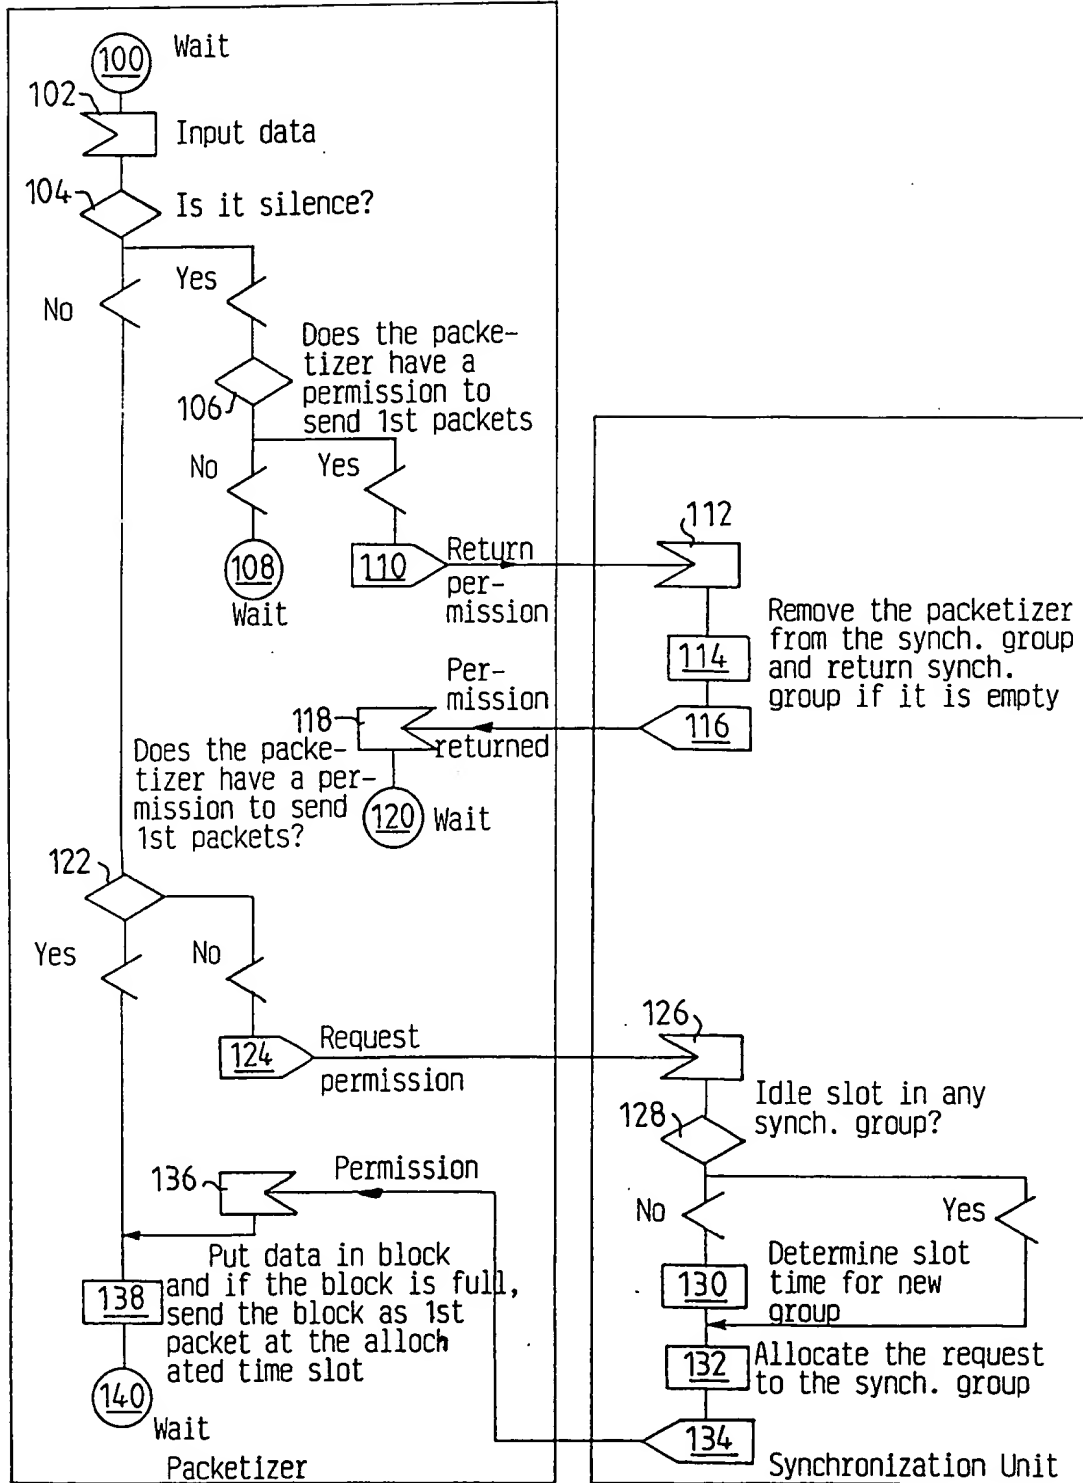 100
Wait
102
Input data
104
Is it silence?
Yes
No
Does the packe-
tizer have a
permission to
send 1st packets
106
No
Yes
108
Wait
110
Return
per-
mission
112
114
Remove the packetizer
from the synch. group
and return synch.
group if it is empty
116
Per-
mission
returned
118
Does the packe-
tizer have a per-
mission to send
1st packets?
120
Wait
122
Yes
No
124
Request
permission
126
Idle slot in any
synch. group?
128
No
Yes
Determine slot
time for new
group
130
132
Allocate the request
to the synch. group
134
Permission
136
Put data in block
and if the block is full,
send the block as 1st
packet at the alloch
ated time slot
138
140
Wait
Packetizer
Synchronization Unit